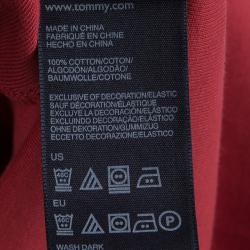 www.tommy.com
MADE IN CHINA
FABRIQUÉ EN CHINE
HECHO EN CHINA
100% COTTON/COTON/
ALGODÓN/ALGODÃO/
BAUMWOLLE/COTONE
EXCLUSIVE OF DECORATION/ELASTIC
SAUF DÉCORATION/ÉLASTIQUE
EXCLUYE LA DECORACIÓN/ELÁSTICO
EXCLUINDO DECORAÇÃO/ELÁSTICO
OHNE DEKORATION/GUMMIZUG
ECCETTO DECORAZIONI/ELASTICO
US
EU
WASH DARK